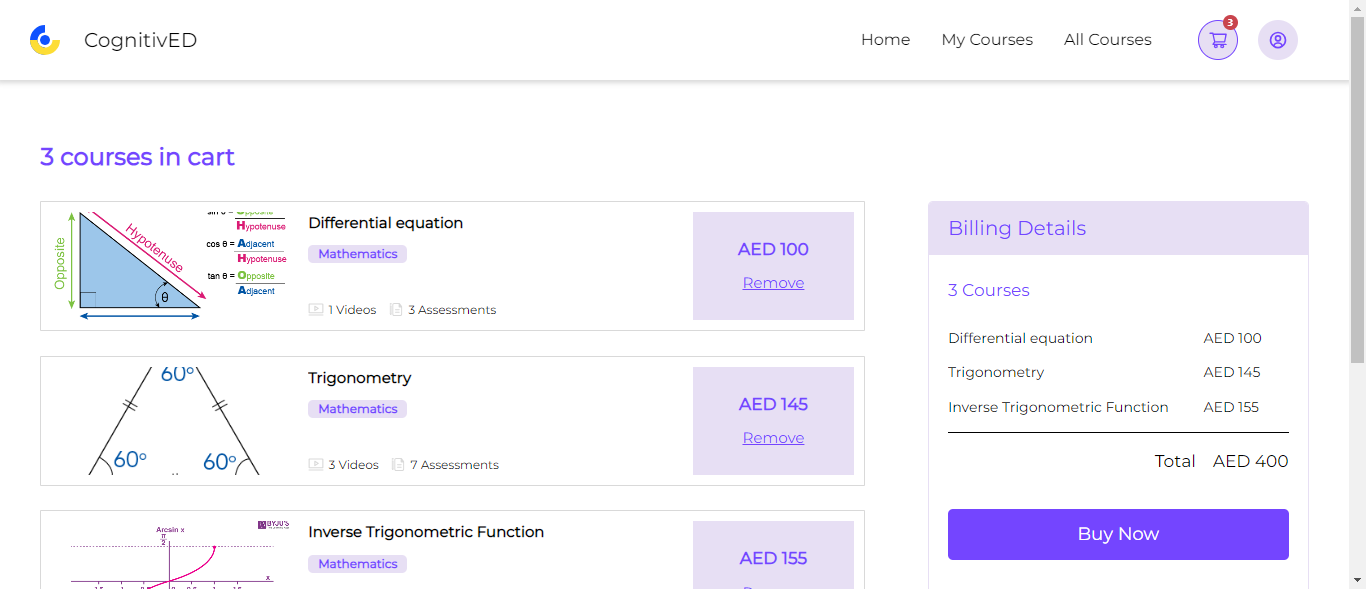 CognitivED
Home
My Courses
All Courses
3
3 courses in cart
Opposite
Hypotenuse
θ
Hypotenuse
cos θ = Adjacent
Hypotenuse
tan θ = Opposite
Adjacent
Differential equation
Mathematics
1 Videos
3 Assessments
AED 100
Remove
60°
60°
60°
Trigonometry
Mathematics
3 Videos
7 Assessments
AED 145
Remove
BYJU'S
Arcsin x
x
Inverse Trigonometric Function
Mathematics
AED 155
Billing Details
3 Courses
Differential equation AED 100
Trigonometry AED 145
Inverse Trigonometric Function AED 155
Total AED 400
Buy Now